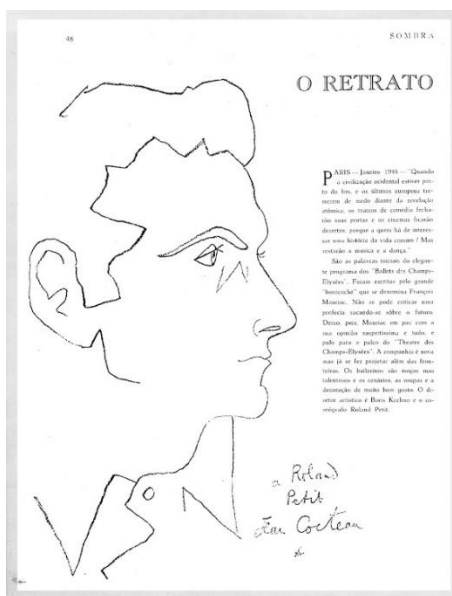 48
SOMBRA
O RETRATO
PARIS — Janeiro 1946 — "Quando
a civilização ocidental estiver per-
to do fim, e os últimos europeus tre-
merem de medo diante da revelação
atômica, os teatros de comédia fecha-
rão suas portas e os cinemas ficarão
desertos, porque a quem há de interes-
sar uma história da vida comum? Mas
restarão a música e a dança."
São as palavras iniciais do elegan-
te programa dos "Ballets des Champs-
Elysées". Foram escritas pelo grande
que se denomina François
Mauriac. Não se pode criticar uma
profecia
Deixo, pois, Mauriac em paz com a
sua opinião e tudo, e
pulo para o palco do "Theatre des
Champs-Elysées". A companhia é nova
mas já se fez projetar além das fron-
teiras. Os bailarinos são moços mas
talentosos e os cenários, as roupas e a
decoração de muito bom gosto. O di-
retor artístico é Boris Kochno e o co-
reógrafo Roland Petit.
a Roland
Petit
Jean Cocteau